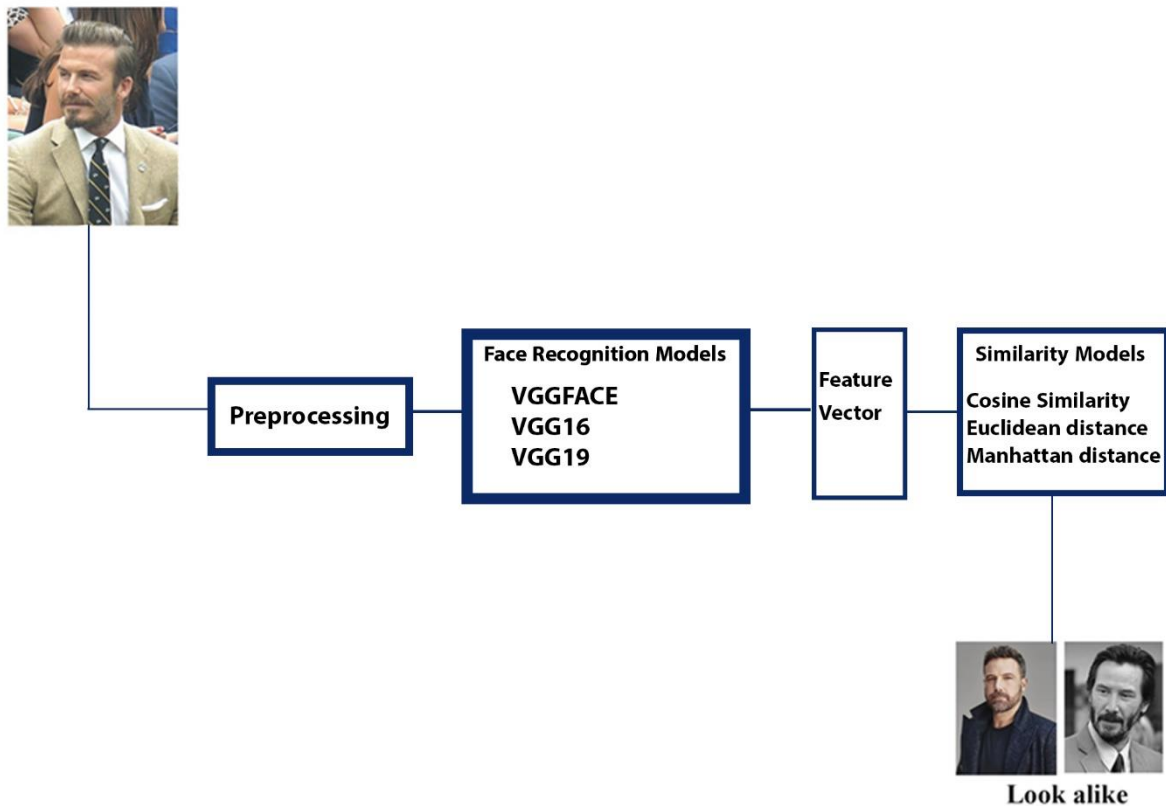 Preprocessing
Face Recognition Models
VGGFACE
VGG16
VGG19
Feature
Vector
Similarity Models
Cosine Similarity
Euclidean distance
Manhattan distance
Look alike